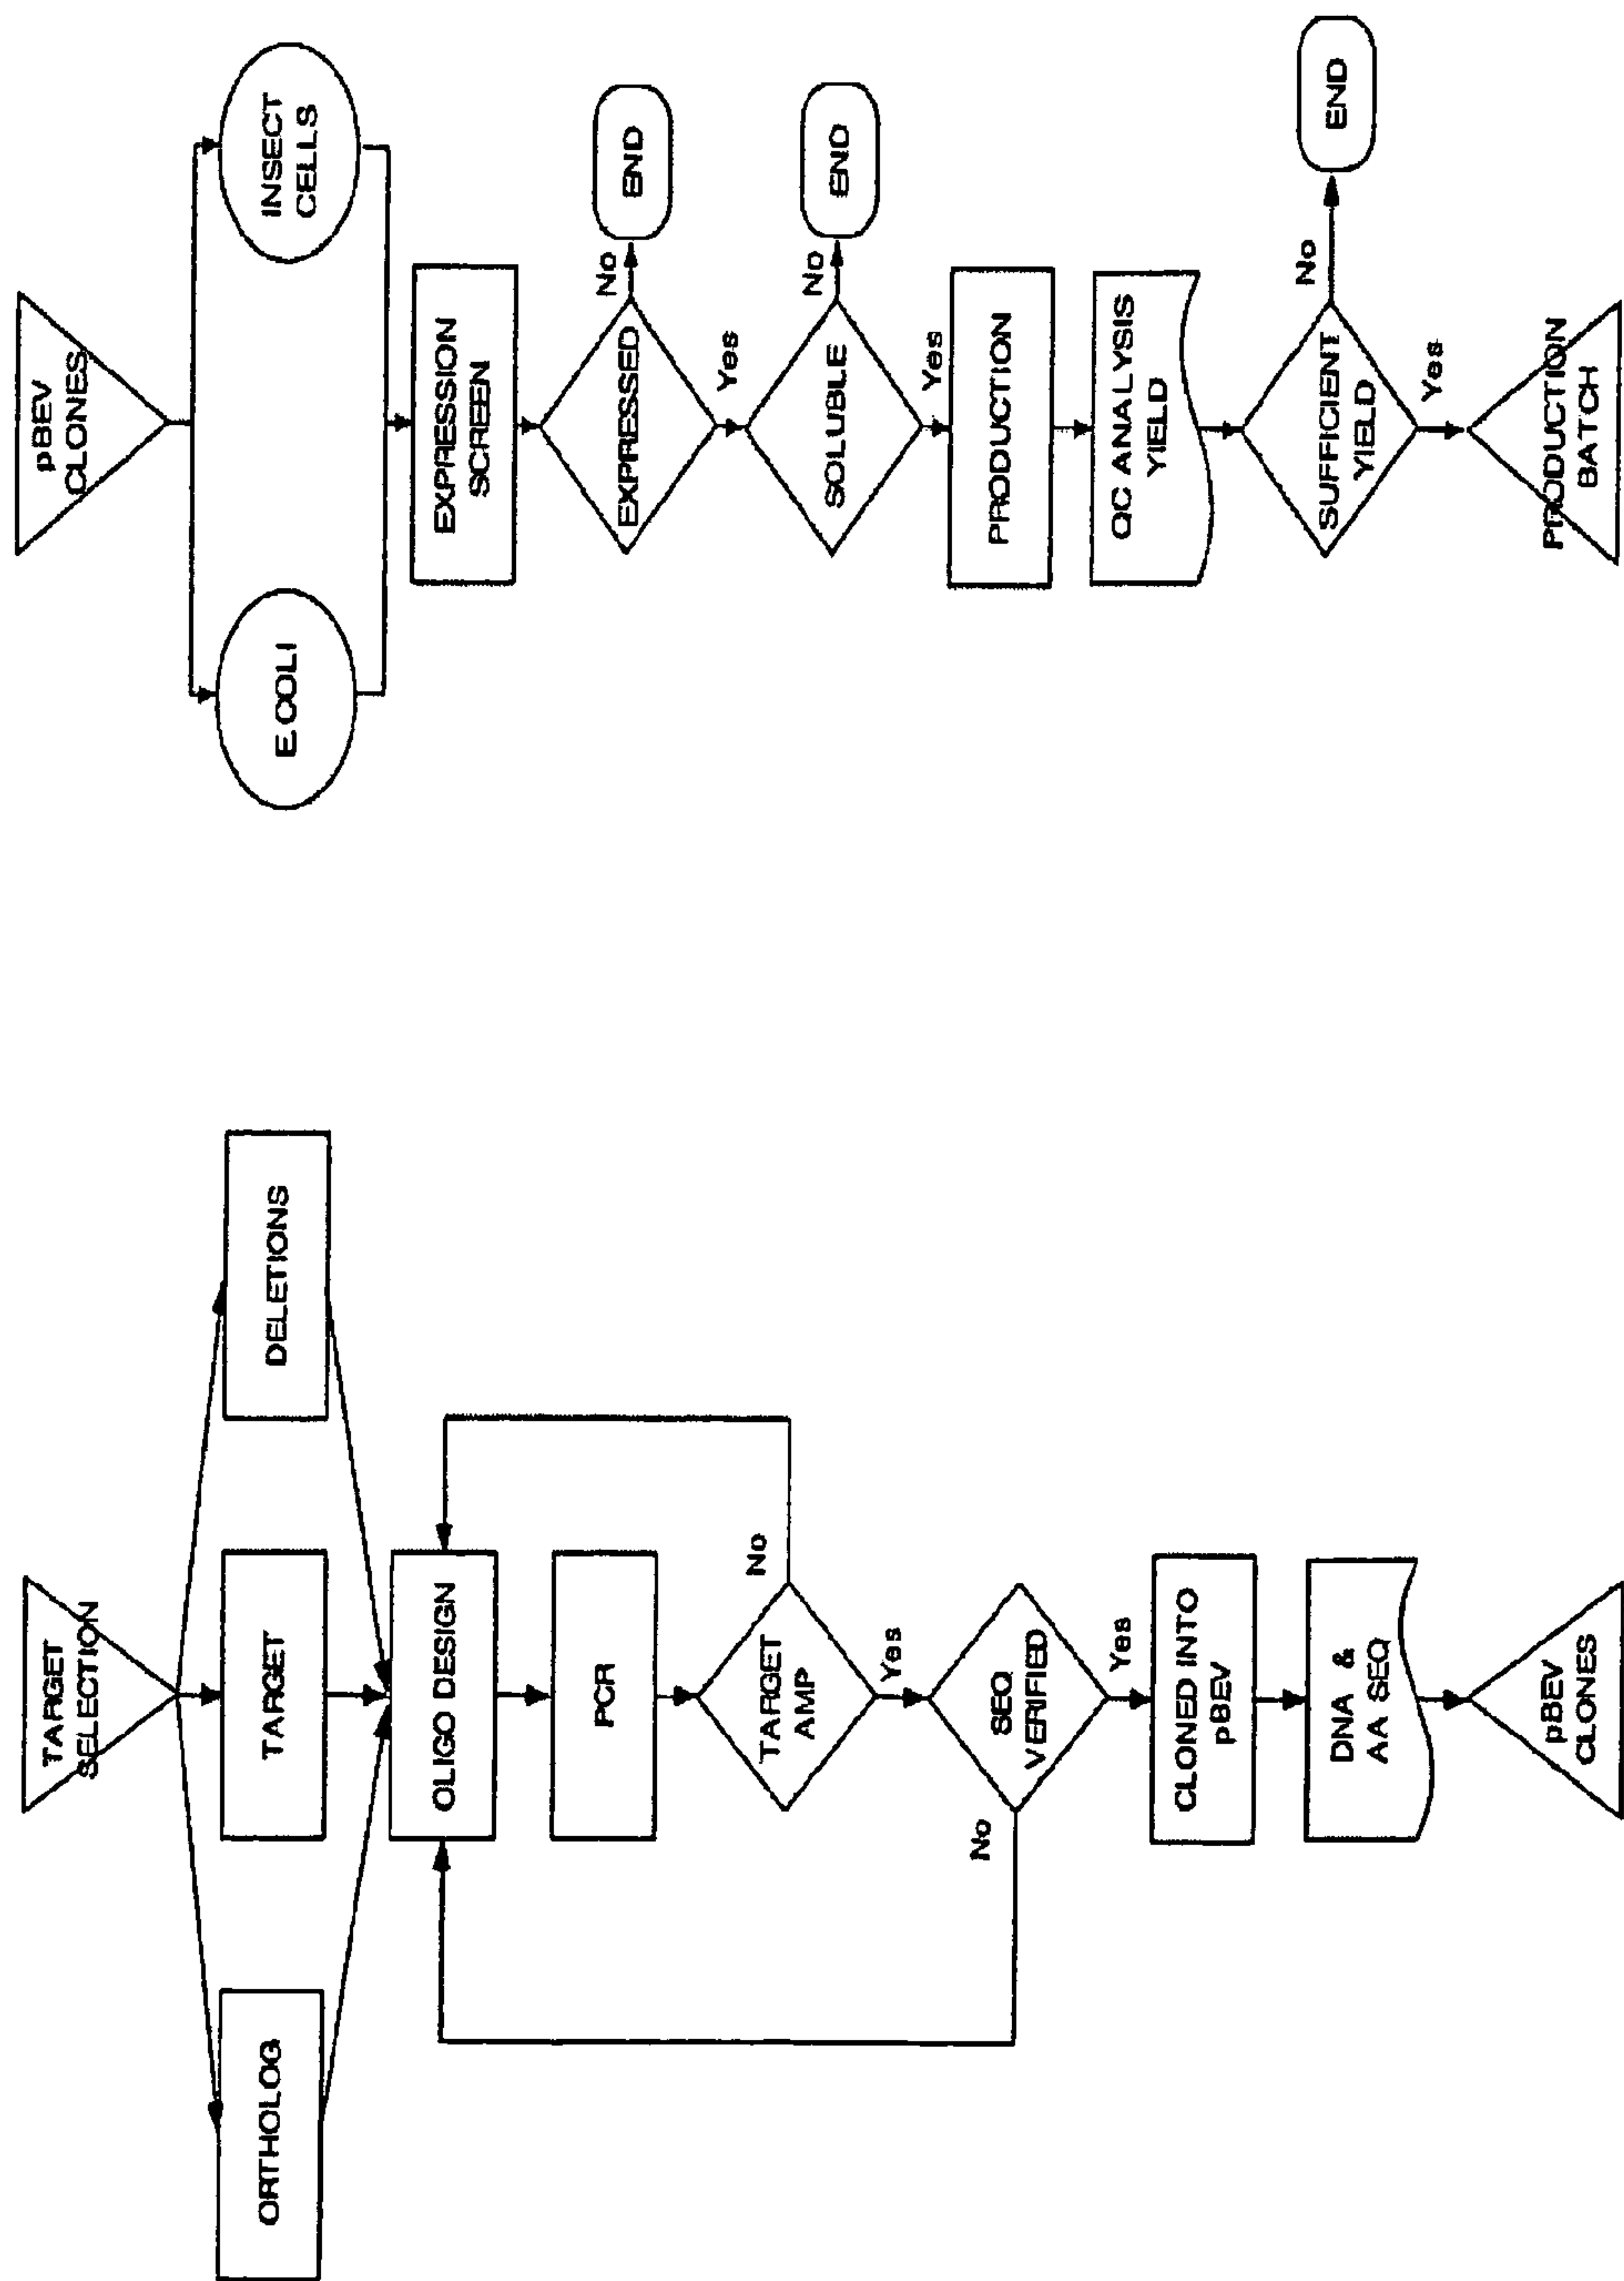 TARGET
SELECTION
ORTHOLOG
TARGET
DELETIONS
OLIGO DESIGN
PCR
TARGET
AMP
No
Yes
SEQ
VERIFIED
No
Yes
CLONED INTO
pBEV
DNA &
AA SEQ
pBEV
CLONES
pBEV
CLONES
E.COLI
INSECT
CELLS
EXPRESSION
SCREEN
EXPRESSED
No
END
Yes
SOLUBLE
No
END
Yes
PRODUCTION
QC ANALYSIS
YIELD
SUFFICIENT
YIELD
No
END
Yes
PRODUCTION
BATCH